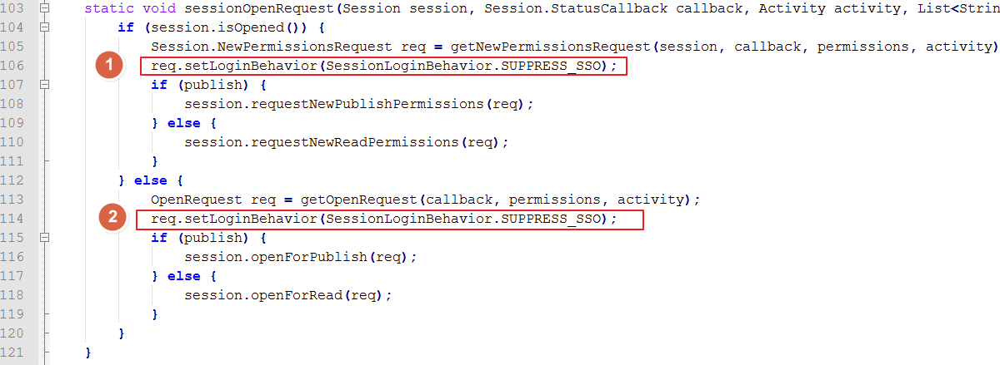 103 static void sessionOpenRequest(Session session, Session.StatusCallback callback, Activity activity, List<Strin
104 if (session.isOpened()) {
105 Session.NewPermissionsRequest req = getNewPermissionsRequest(session, callback, permissions, activity)
106 1 req.setLoginBehavior(SessionLoginBehavior.SUPPRESS_SSO);
107 if (publish) {
108 session.requestNewPublishPermissions(req);
109 } else {
110 session.requestNewReadPermissions(req);
111 }
112 } else {
113 OpenRequest req = getOpenRequest(callback, permissions, activity);
114 2 req.setLoginBehavior(SessionLoginBehavior.SUPPRESS_SSO);
115 if (publish) {
116 session.openForPublish(req);
117 } else {
118 session.openForRead(req);
119 }
120 }
121 }